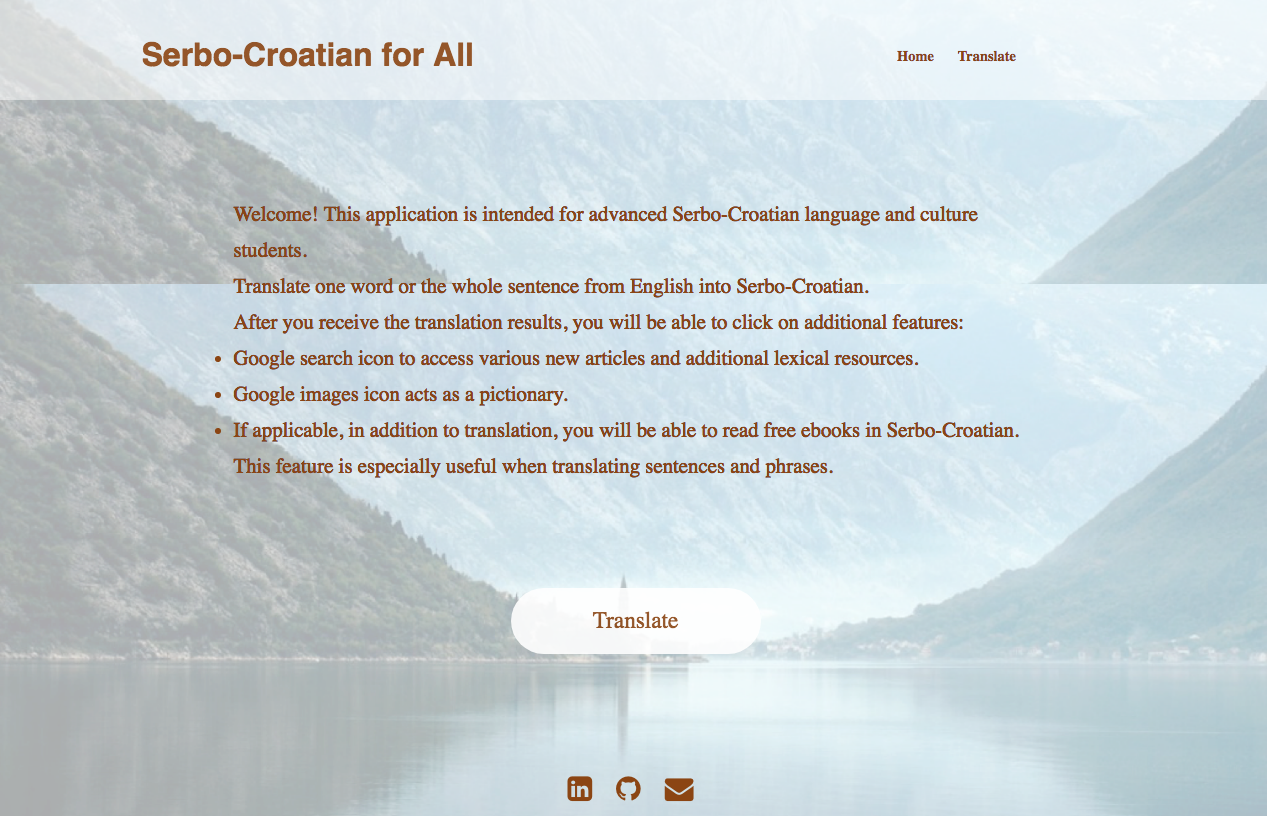 Serbo-Croatian for All
Home
Translate
Welcome! This application is intended for advanced Serbo-Croatian language and culture
students.
Translate one word or the whole sentence from English into Serbo-Croatian.
After you receive the translation results, you will be able to click on additional features:
• Google search icon to access various new articles and additional lexical resources.
• Google images icon acts as a pictionary.
• If applicable, in addition to translation, you will be able to read free ebooks in Serbo-Croatian.
This feature is especially useful when translating sentences and phrases.
Translate
in